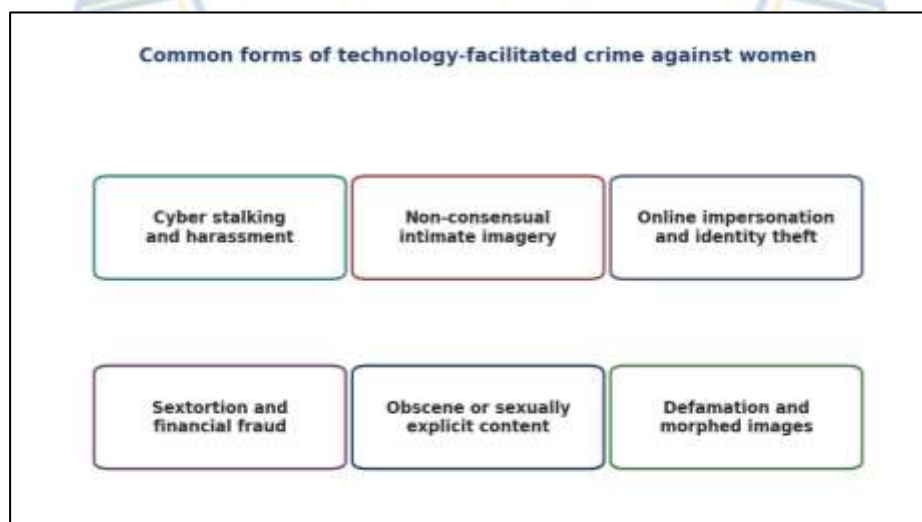 Common forms of technology-facilitated crime against women
Cyber stalking
and harassment
Non-consensual
intimate imagery
Online impersonation
and identity theft
Sextortion and
financial fraud
Obscene or sexually
explicit content
Defamation and
morphed images